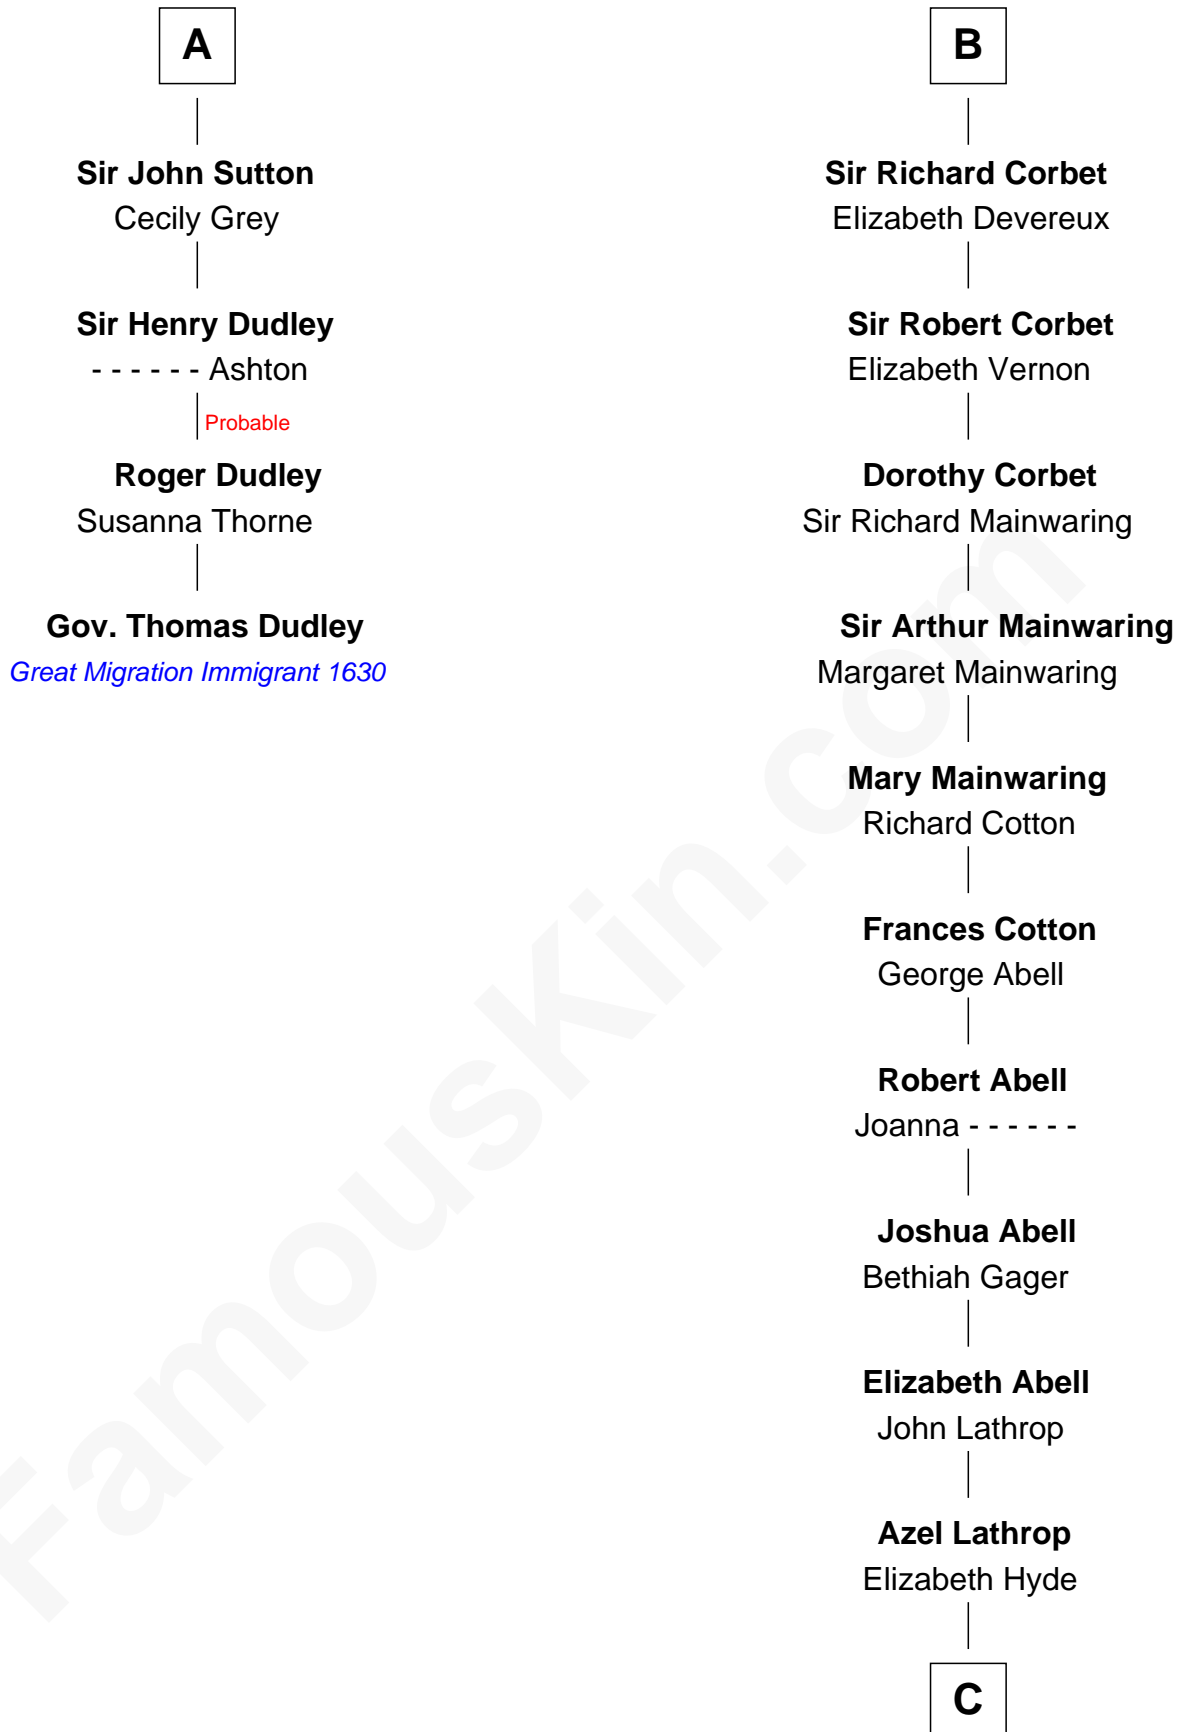 A
Sir John Sutton
Cecily Grey
Sir Henry Dudley
- - - - - - Ashton
Probable
Roger Dudley
Susanna Thorne
Gov. Thomas Dudley
Great Migration Immigrant 1630
B
Sir Richard Corbet
Elizabeth Devereux
Sir Robert Corbet
Elizabeth Vernon
Dorothy Corbet
Sir Richard Mainwaring
Sir Arthur Mainwaring
Margaret Mainwaring
Mary Mainwaring
Richard Cotton
Frances Cotton
George Abell
Robert Abell
Joanna - - - - - -
Joshua Abell
Bethiah Gager
Elizabeth Abell
John Lathrop
Azel Lathrop
Elizabeth Hyde
C
FamousKin.com